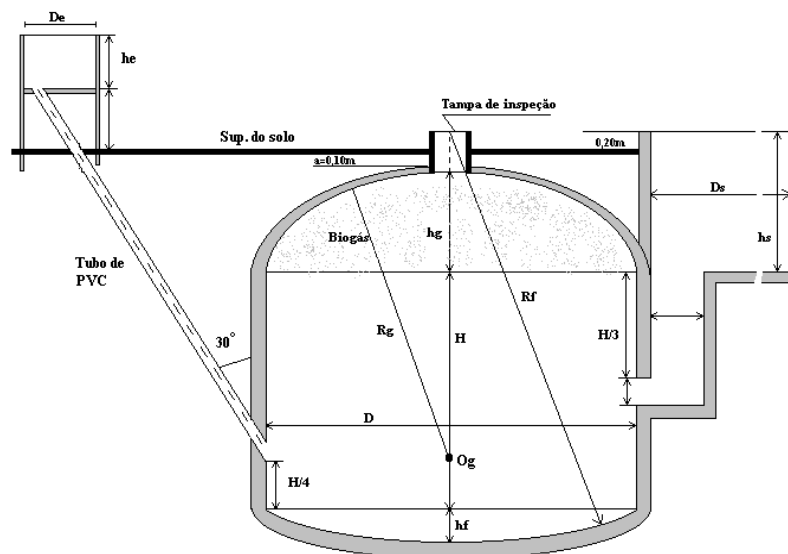 De
he
Tampa de inspeção
Sup. do solo
0,20m
a=0,10m
Ds
hs
hg
Biogás
Tubo de
PVC
Rf
H/3
Rg
H
30°
D
Og
H/4
hf